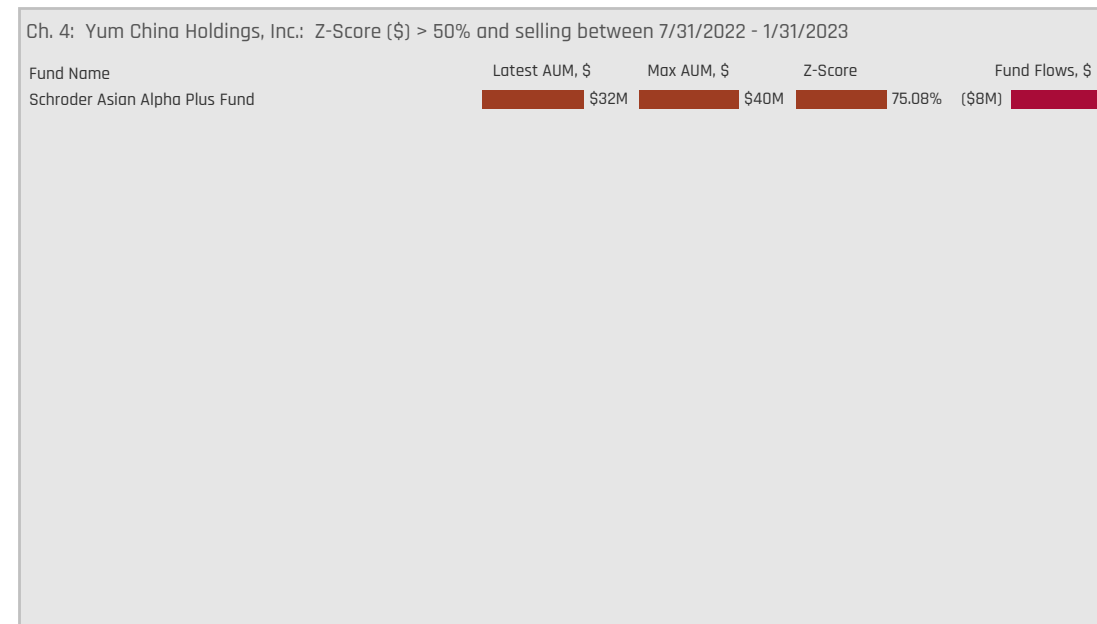 Ch. 4:  Yum China Holdings, Inc.:  Z-Score ($) > 50% and selling between 7/31/2022 - 1/31/2023
Fund Name Latest AUM, $ Max AUM, $ Z-Score Fund Flows, $
Schroder Asian Alpha Plus Fund $32M $40M 75.08% ($8M)